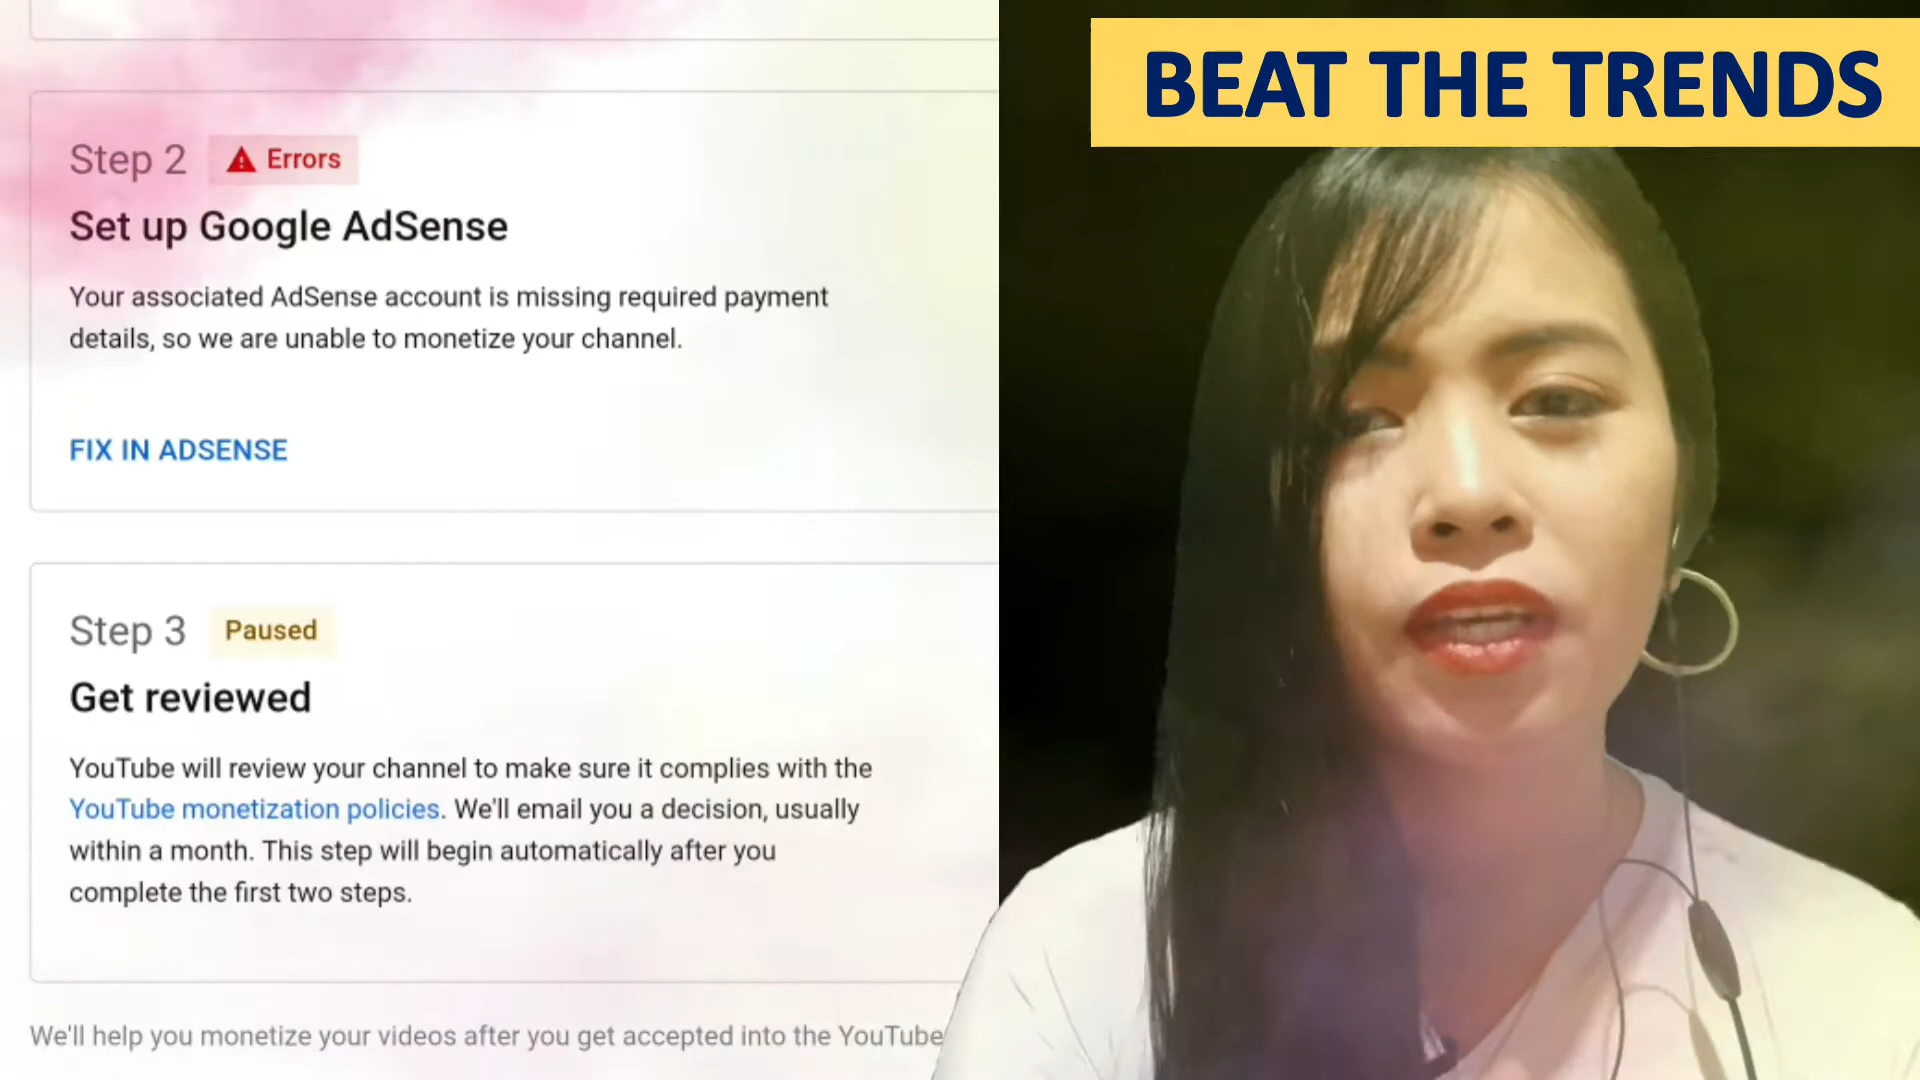 BEAT THE TRENDS
Step 2
Errors
Set up Google AdSense
Your associated AdSense account is missing required payment
details, so we are unable to monetize your channel.
FIX IN ADSENSE
Step 3
Paused
Get reviewed
YouTube will review your channel to make sure it complies with the
YouTube monetization policies. We'll email you a decision, usually
within a month. This step will begin automatically after you
complete the first two steps.
We'll help you monetize your videos after you get accepted into the YouTube